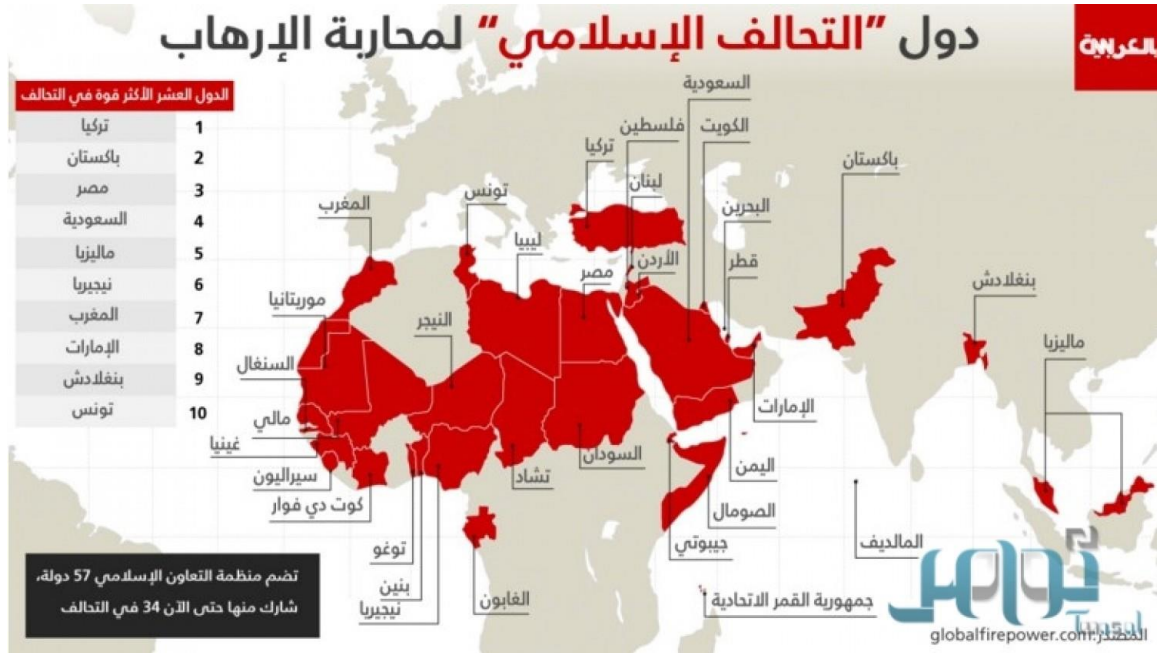 دول "التحالف الإسلامي" لمحاربة الإرهاب
بالعربية
الدول العشر الأكثر قوة في التحالف
1 تركيا
2 باكستان
3 مصر
4 السعودية
5 ماليزيا
6 نيجيريا
7 المغرب
8 الإمارات
9 بنغلادش
10 تونس
السعودية
الكويت
فلسطين
تركيا
لبنان
باكستان
البحرين
تونس
المغرب
ليبيا
الأردن
قطر
مصر
بنغلادش
موريتانيا
النيجر
ماليزيا
السنغال
الإمارات
مالي
غينيا
السودان
اليمن
سيراليون
تشاد
كوت دي فوار
الصومال
جيبوتي
المالديف
توغو
بنين
نيجيريا
الغابون
جمهورية القمر الاتحادية
تضم منظمة التعاون الإسلامي 57 دولة،
شارك منها حتى الآن 34 في التحالف
المصدر: globalfirepower.com